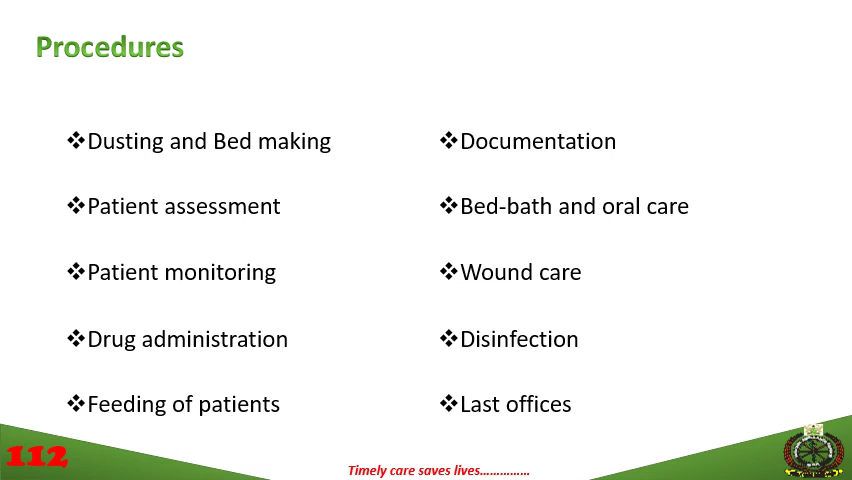 Procedures
❖Dusting and Bed making
❖Patient assessment
❖Patient monitoring
❖Drug administration
❖Feeding of patients
❖Documentation
❖Bed-bath and oral care
❖Wound care
❖Disinfection
❖Last offices
112
Timely care saves lives……………